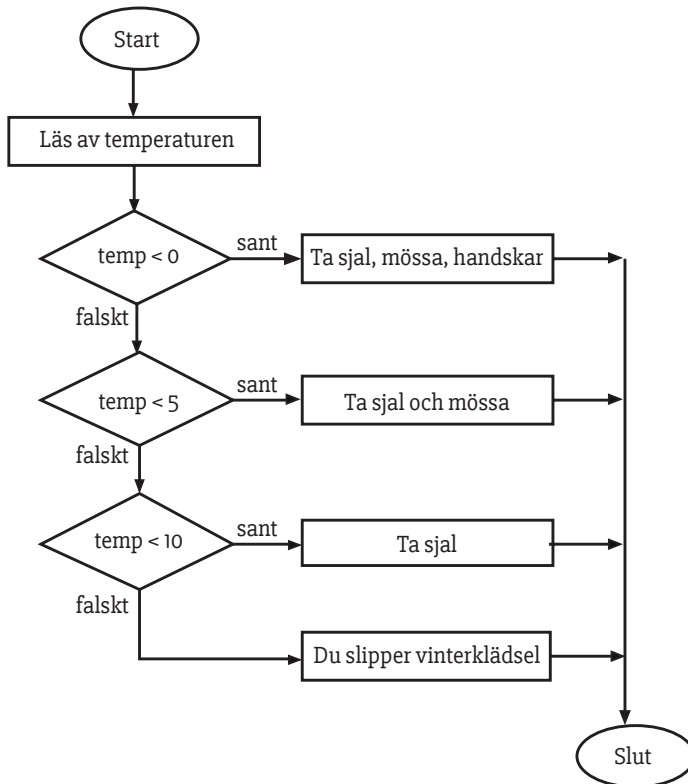 Start
Läs av temperaturen
temp < 0
sant
Ta sjal, mössa, handskar
falskt
temp < 5
sant
Ta sjal och mössa
falskt
temp < 10
sant
Ta sjal
falskt
Du slipper vinterklädsel
Slut